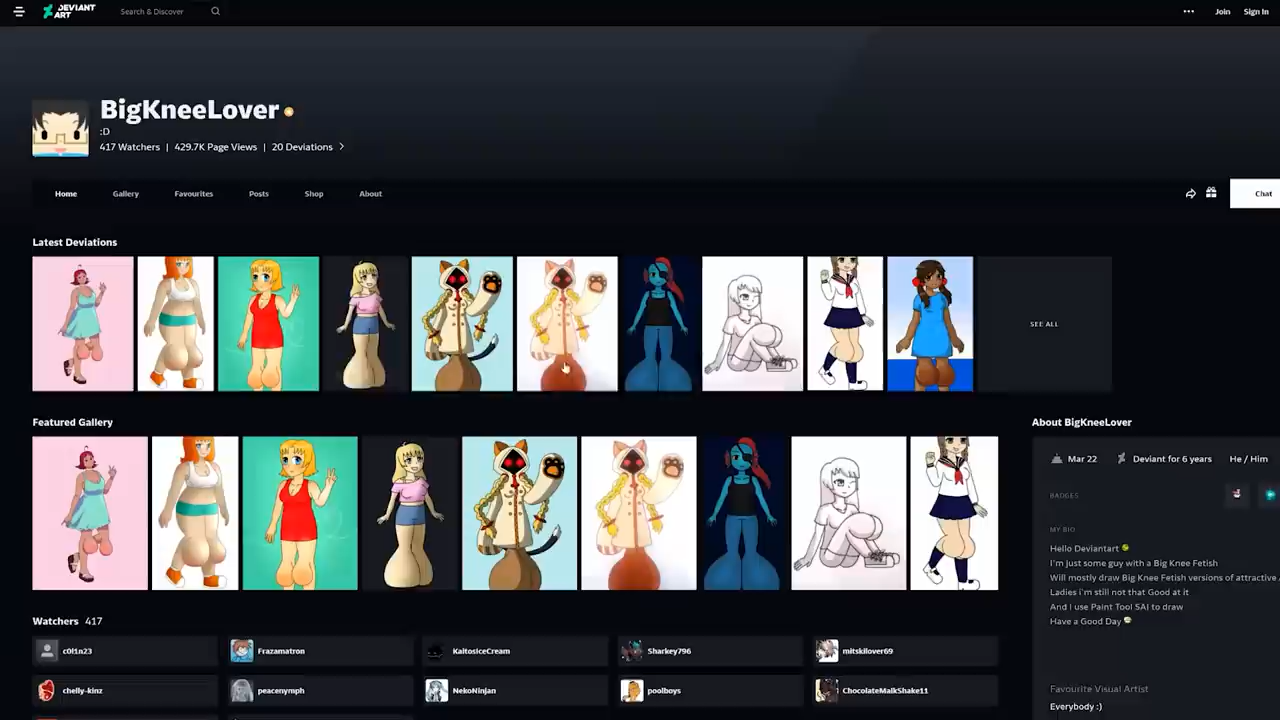 DEVIANT
ART
Search & Discover
Join
Sign In
BigKneeLover
:D
417 Watchers | 429.7K Page Views | 20 Deviations
Home
Gallery
Favourites
Posts
Shop
About
Chat
Latest Deviations
SEE ALL
Featured Gallery
About BigKneeLover
Mar 22
Deviant for 6 years
He / Him
BADGES
MY BIO
Hello Deviantart
I'm just some guy with a Big Knee Fetish
Will mostly draw Big Knee Fetish versions of attractive
Ladies i'm still not that Good at it
And I use Paint Tool SAI to draw
Have a Good Day
Favourite Visual Artist
Everybody :)
Watchers 417
c0l1n23
Frazamatron
KaitosIceCream
Sharkey796
mitskilover69
chelly-kinz
peacenymph
NekoNinjan
poolboys
ChocolateMalkShake11